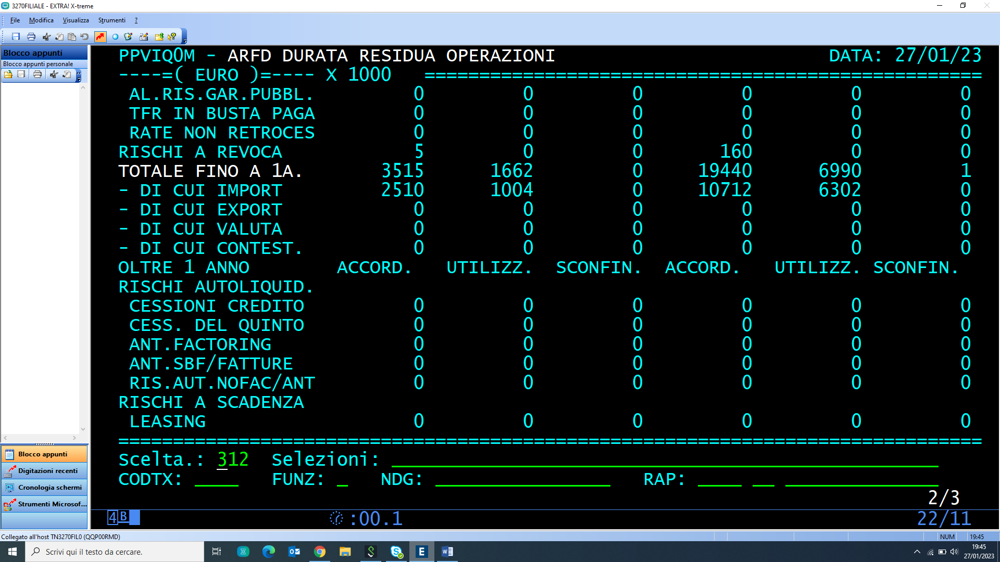 3270FILIALE - EXTRA! X-treme
File Modifica Visualizza Strumenti ?
Blocco appunti
Blocco appunti personale
PPVIQ0M - ARFD DURATA RESIDUA OPERAZIONI DATA: 27/01/23
----=( EURO )=---- X 1000 ===================================================
AL.RIS.GAR.PUBBL. 0 0 0 0 0 0
TFR IN BUSTA PAGA 0 0 0 0 0 0
RATE NON RETROCES 0 0 0 0 0 0
RISCHI A REVOCA 5 0 0 160 0 0
TOTALE FINO A 1A. 3515 1662 0 19440 6990 1
- DI CUI IMPORT 2510 1004 0 10712 6302 0
- DI CUI EXPORT 0 0 0 0 0 0
- DI CUI VALUTA 0 0 0 0 0 0
- DI CUI CONTEST. 0 0 0 0 0 0
OLTRE 1 ANNO ACCORD. UTILIZZ. SCONFIN. ACCORD. UTILIZZ. SCONFIN.
RISCHI AUTOLIQUID.
CESSIONI CREDITO 0 0 0 0 0 0
CESS. DEL QUINTO 0 0 0 0 0 0
ANT.FACTORING 0 0 0 0 0 0
ANT.SBF/FATTURE 0 0 0 0 0 0
RIS.AUT.NOFAC/ANT 0 0 0 0 0 0
RISCHI A SCADENZA
LEASING 0 0 0 0 0 0
===============================================================================
Scelta.: 312 Selezioni: __________________________________________________
CODTX: ____ FUNZ: _ NDG: ________________ RAP: ____ __ ______________
2/3
4B :00.1 22/11
Blocco appunti
Digitazioni recenti
Cronologia schermi
Strumenti Microsof...
Collegato all'host TN3270FIL0 (QQP00RMD) NUM 19:45
Scrivi qui il testo da cercare.
19:45
27/01/2023